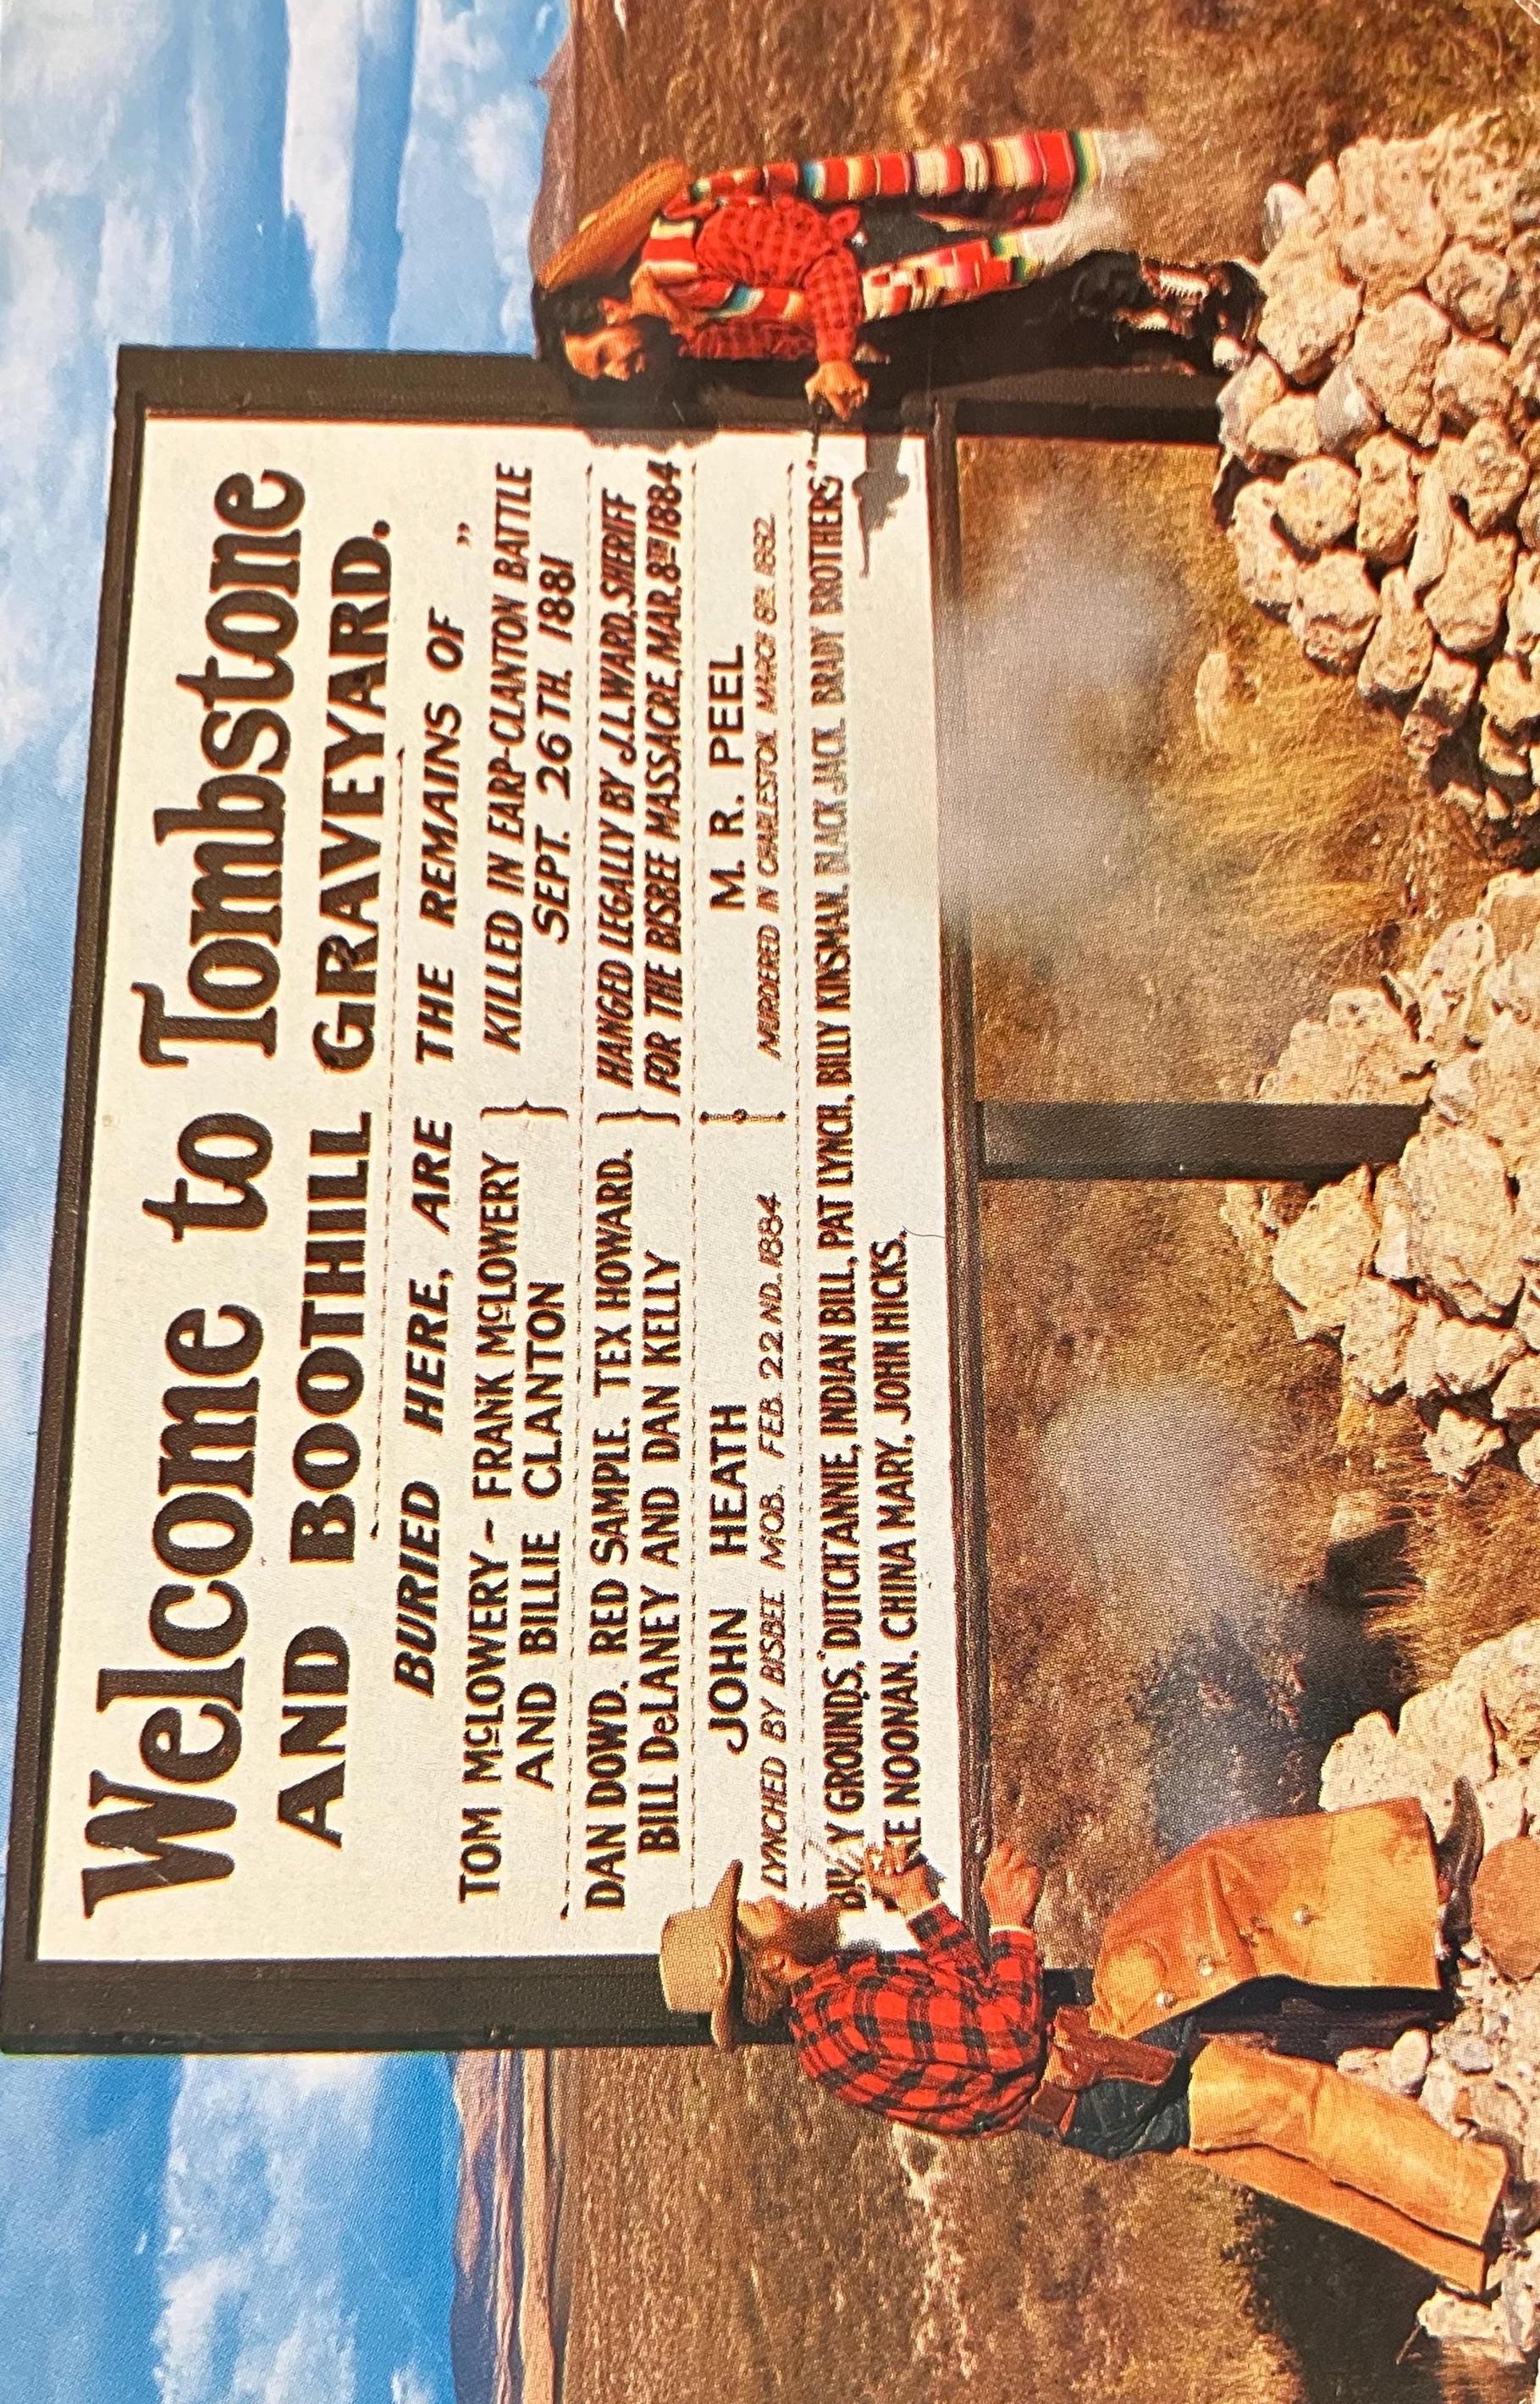 Welcome to Tombstone
AND BOOTHILL GRAVEYARD.
BURIED HERE, ARE THE REMAINS OF "
TOM McLOWERY - FRANK McLOWERY } KILLED IN EARP-CLANTON BATTLE
AND BILLIE CLANTON } SEPT. 26TH. 1881
DAN DOWD. RED SAMPLE. TEX HOWARD. } HANGED LEGALLY BY J.L.WARD, SHERIFF
BILL DeLANEY AND DAN KELLY } FOR THE BISBEE MASSACRE, MAR. 8TH 1884
JOHN HEATH M. R. PEEL
LYNCHED BY BISBEE MOB, FEB. 22ND. 1884 MURDERED IN CHARLESTON, MARCH 8TH. 1882.
GROUNDS, DUTCH ANNIE, INDIAN BILL, PAT LYNCH, BILLY KINSMAN, BLACK JACK, BRADY BROTHERS
NOONAN, CHINA MARY, JOHN HICKS.